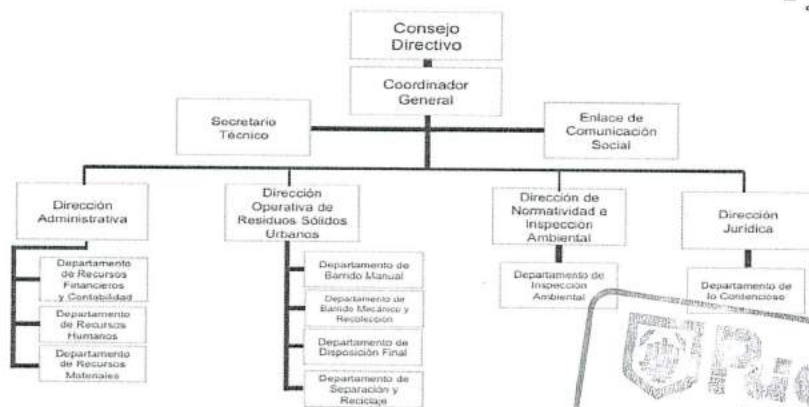 Consejo
Directivo
Coordinador
General
Secretario
Técnico
Enlace de
Comunicación
Social
Dirección
Administrativa
Dirección
Operativa de
Residuos Sólidos
Urbanos
Dirección de
Normatividad e
Inspección
Ambiental
Dirección
Jurídica
Departamento
de Recursos
Financieros
y Contabilidad
Departamento
de Recursos
Humanos
Departamento
de Recursos
Materiales
Departamento de
Barrido Manual
Departamento de
Barrido Mecánico y
Recolección
Departamento de
Disposición Final
Departamento de
Separación y
Reciclaje
Departamento de
Inspección
Ambiental
Departamento de
lo Contencioso